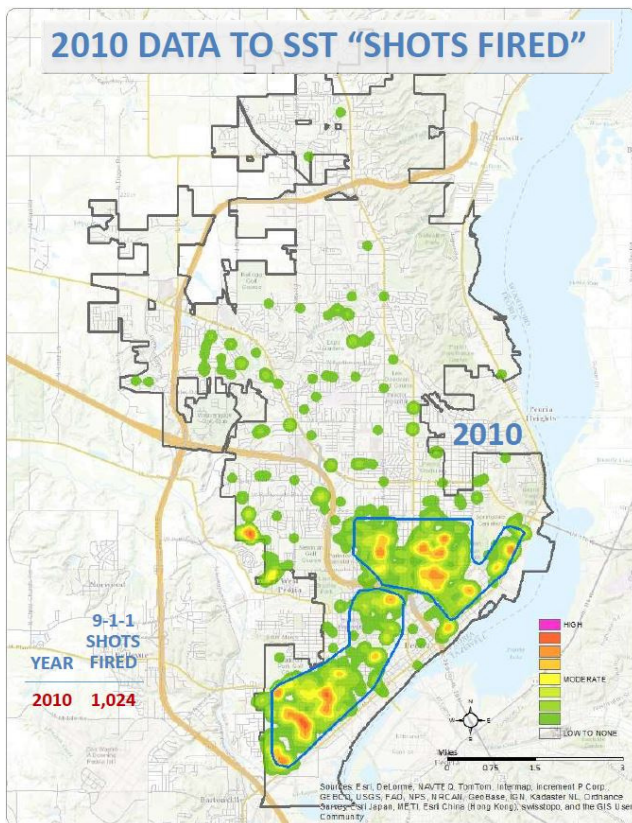 2010 DATA TO SST “SHOTS FIRED”
Peoria
Heights
2010
West
Peoria
9-1-1
SHOTS
YEAR FIRED
2010 1,024
HIGH
MODERATE
LOW TO NONE
N
W E
S
Miles
0 0.75 1.5 3
Sources: Esri, DeLorme, NAVTEQ, TomTom, Intermap, increment P Corp.,
GEBCO, USGS, FAO, NPS, NRCAN, GeoBase, IGN, Kadaster NL, Ordnance
Survey, Esri Japan, METI, Esri China (Hong Kong), swisstopo, and the GIS User
Community